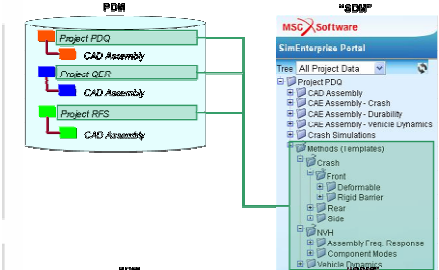 PDM
"SDM"
Project PDQ
CAD Assembly
Project QER
CAD Assembly
Project RFS
CAD Assembly
MSC Software
SimEnterprise Portal
Tree All Project Data
Project PDQ
CAD Assembly
CAE Assembly - Crash
CAE Assembly - Durability
CAE Assembly - Vehicle Dynamics
Crash Simulations
Methods (Templates)
Crash
Front
Deformable
Rigid Barrier
Rear
Side
NVH
Assembly Freq. Response
Component Modes
Vehicle Dynamics